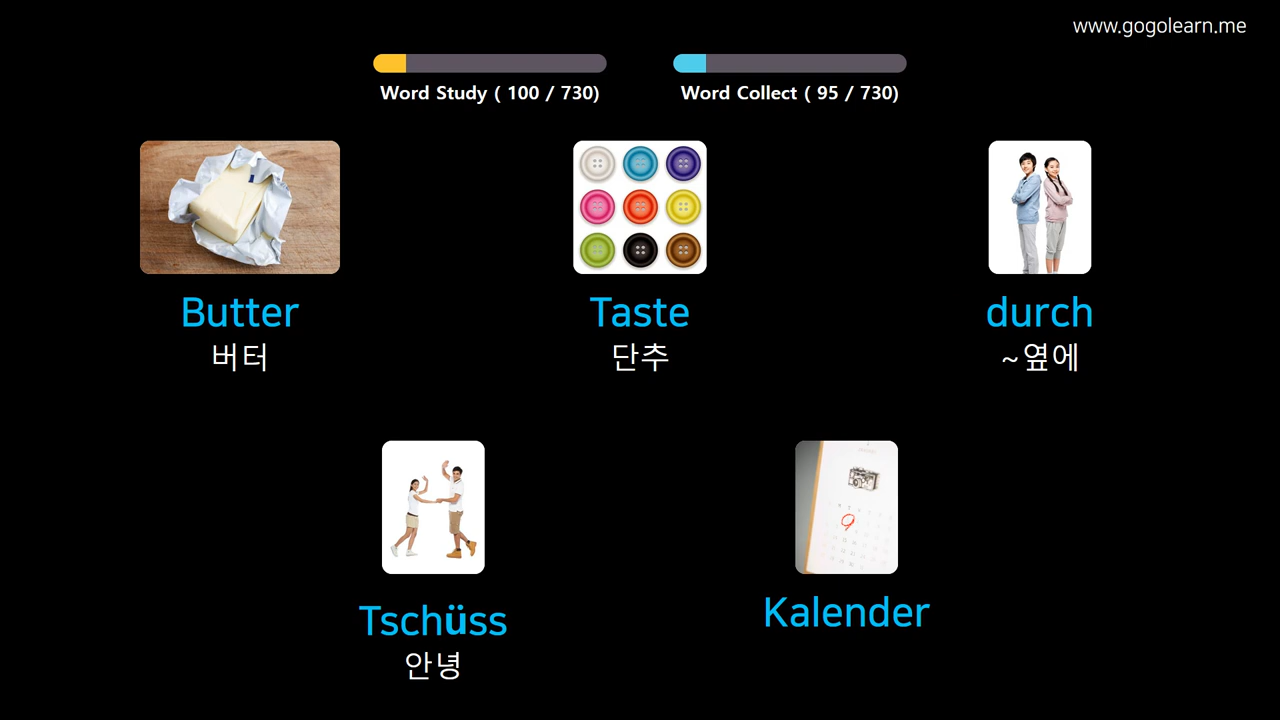 www.gogolearn.me
Word Study ( 100 / 730)
Word Collect ( 95 / 730)
Butter
버터
Taste
단추
durch
~옆에
Tschüss
안녕
Kalender
9